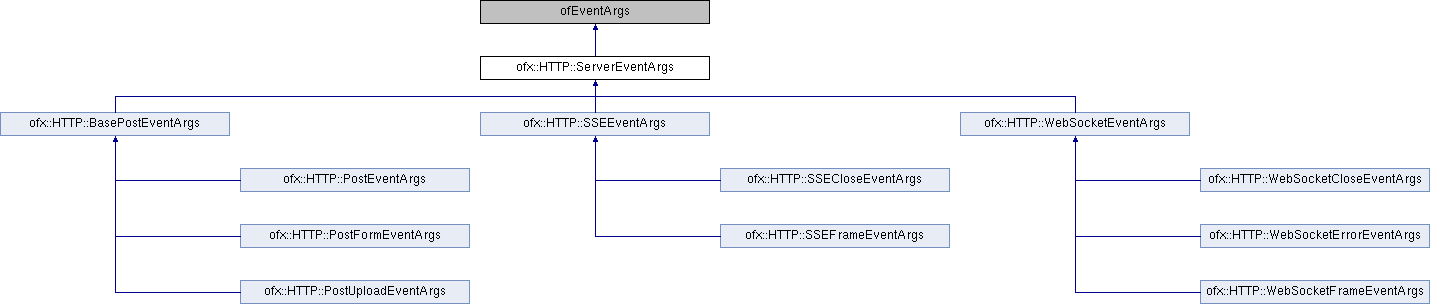 ofEventArgs
ofx::HTTP::ServerEventArgs
ofx::HTTP::BasePostEventArgs
ofx::HTTP::SSEEventArgs
ofx::HTTP::WebSocketEventArgs
ofx::HTTP::PostEventArgs
ofx::HTTP::SSECloseEventArgs
ofx::HTTP::WebSocketCloseEventArgs
ofx::HTTP::PostFormEventArgs
ofx::HTTP::SSEFrameEventArgs
ofx::HTTP::WebSocketErrorEventArgs
ofx::HTTP::PostUploadEventArgs
ofx::HTTP::WebSocketFrameEventArgs